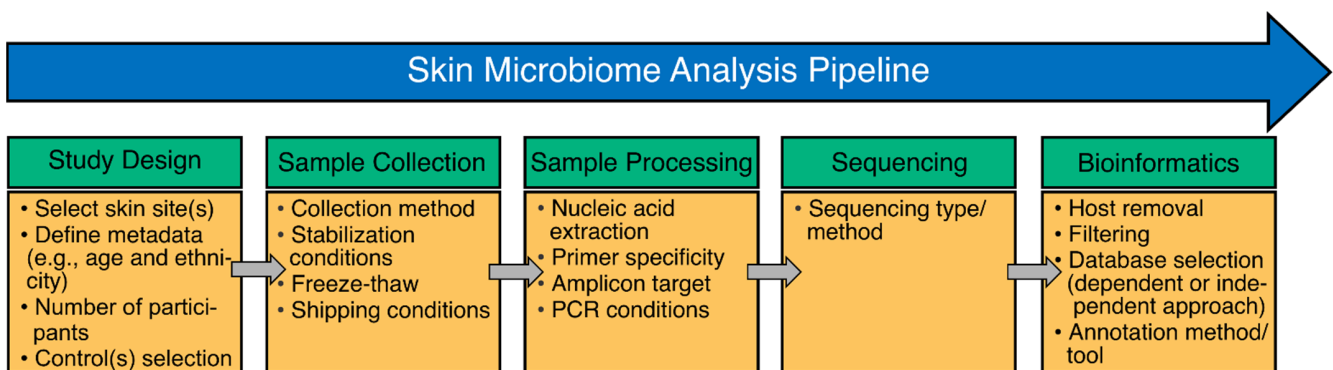 Skin Microbiome Analysis Pipeline
Study Design
• Select skin site(s)
• Define metadata
(e.g., age and ethni-
city)
• Number of partici-
pants
• Control(s) selection
Sample Collection
• Collection method
• Stabilization
conditions
• Freeze-thaw
• Shipping conditions
Sample Processing
• Nucleic acid
extraction
• Primer specificity
• Amplicon target
• PCR conditions
Sequencing
• Sequencing type/
method
Bioinformatics
• Host removal
• Filtering
• Database selection
(dependent or inde-
pendent approach)
• Annotation method/
tool